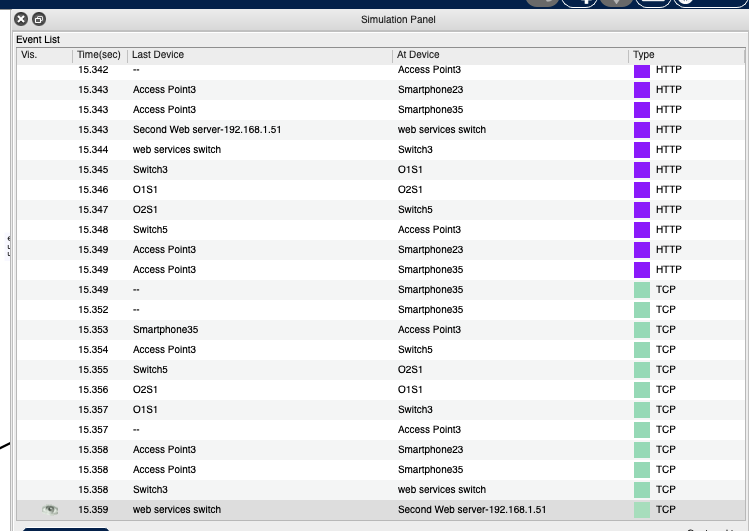 Simulation Panel
Event List
Vis. Time(sec) Last Device At Device Type
15.342 -- Access Point3 HTTP
15.343 Access Point3 Smartphone23 HTTP
15.343 Access Point3 Smartphone35 HTTP
15.343 Second Web server-192.168.1.51 web services switch HTTP
15.344 web services switch Switch3 HTTP
15.345 Switch3 O1S1 HTTP
15.346 O1S1 O2S1 HTTP
15.347 O2S1 Switch5 HTTP
15.348 Switch5 Access Point3 HTTP
15.349 Access Point3 Smartphone23 HTTP
15.349 Access Point3 Smartphone35 HTTP
15.349 -- Smartphone35 TCP
15.352 -- Smartphone35 TCP
15.353 Smartphone35 Access Point3 TCP
15.354 Access Point3 Switch5 TCP
15.355 Switch5 O2S1 TCP
15.356 O2S1 O1S1 TCP
15.357 O1S1 Switch3 TCP
15.357 -- Access Point3 TCP
15.358 Access Point3 Smartphone23 TCP
15.358 Access Point3 Smartphone35 TCP
15.358 Switch3 web services switch TCP
15.359 web services switch Second Web server-192.168.1.51 TCP